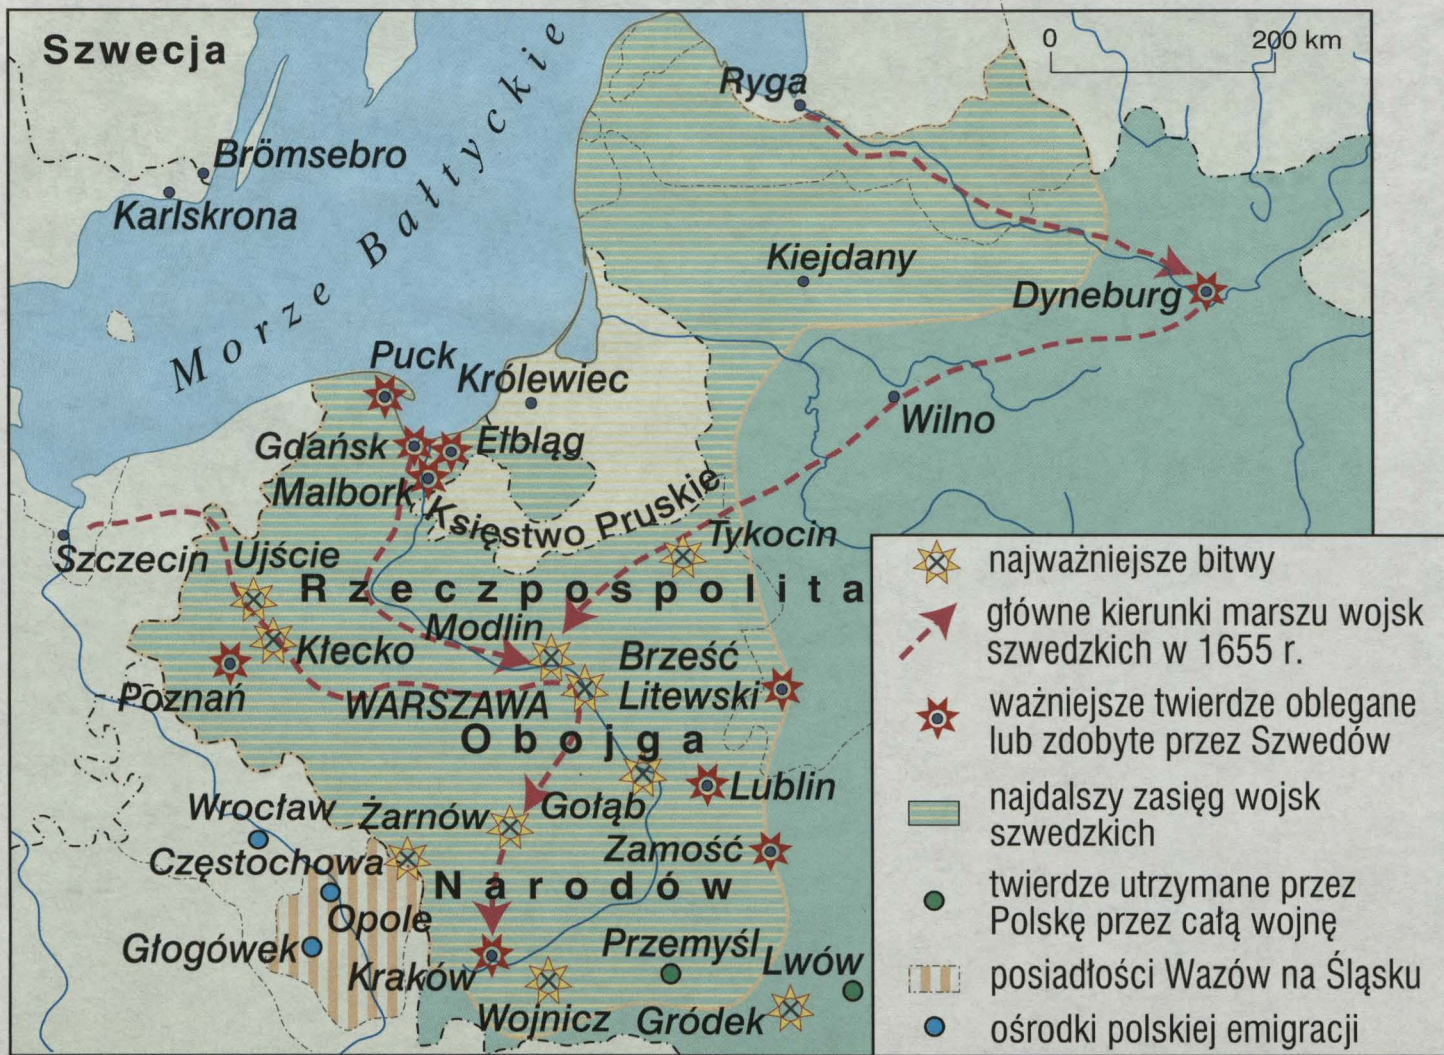 Szwecja
0 200 km
Ryga
Brömsebro
Karlskrona
Morze Bałtyckie
Kiejdany
Dyneburg
Puck
Królewiec
Wilno
Gdańsk
Ełbląg
Malbork
Księstwo Pruskie
Szczecin
Ujście
Tykocin
Rzeczpospolita
Modlin
Kłecko
Brześć
Litewski
Poznań
WARSZAWA
Obojga
Lublin
Wrocław
Żarnów
Gołąb
Częstochowa
Zamość
Narodów
Opole
Głogówek
Kraków
Przemyśl
Lwów
Wojnicz
Gródek
najważniejsze bitwy
główne kierunki marszu wojsk
szwedzkich w 1655 r.
ważniejsze twierdze oblegane
lub zdobyte przez Szwedów
najdalszy zasięg wojsk
szwedzkich
twierdze utrzymane przez
Polskę przez całą wojnę
posiadłości Wazów na Śląsku
ośrodki polskiej emigracji